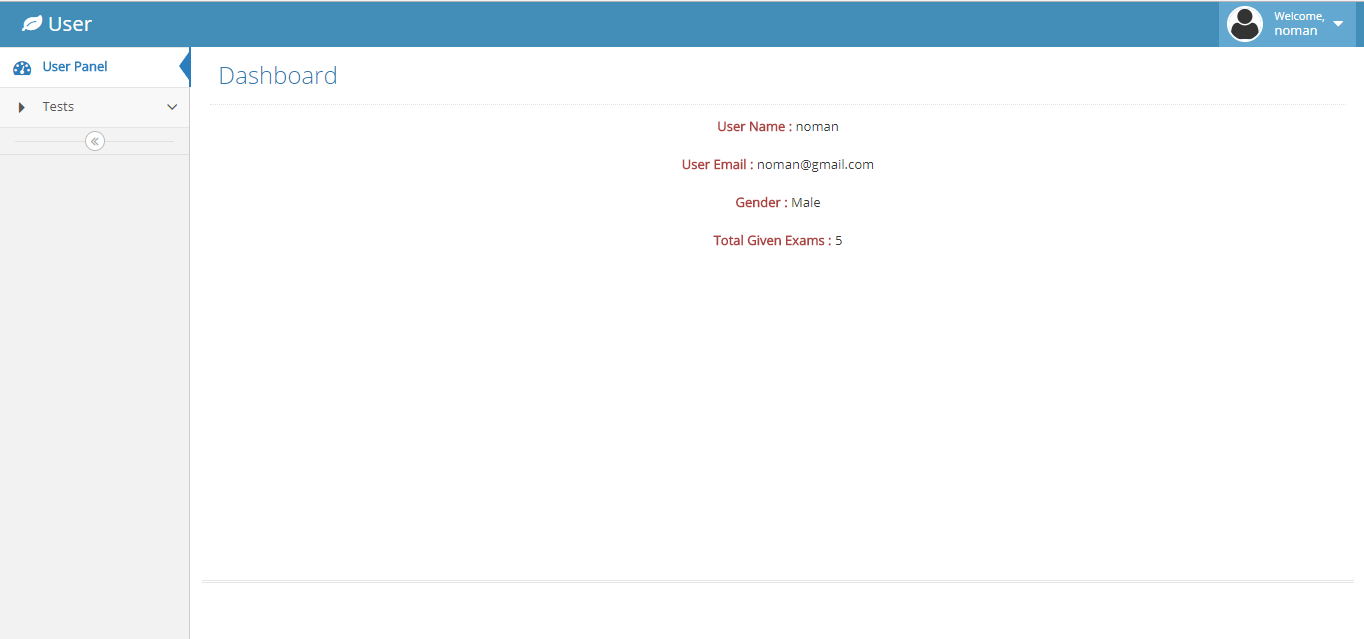 User
Welcome,
noman
User Panel
Tests
Dashboard
User Name : noman
User Email : noman@gmail.com
Gender : Male
Total Given Exams : 5